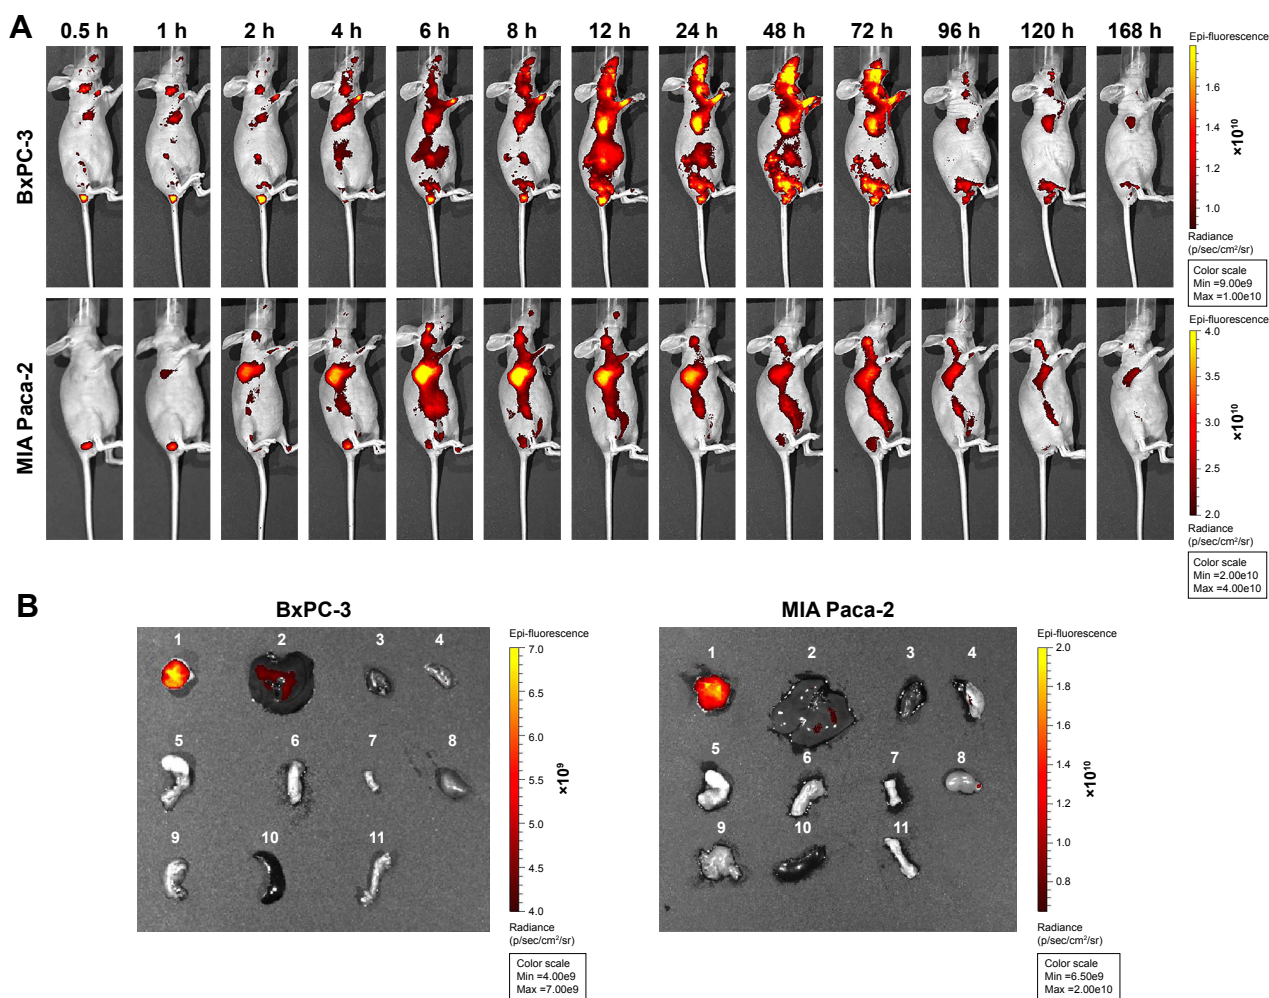 A
0.5 h 1 h 2 h 4 h 6 h 8 h 12 h 24 h 48 h 72 h 96 h 120 h 168 h
BxPC-3
Epi-fluorescence
1.6
1.4
1.2
1.0
×10¹⁰
Radiance
(p/sec/cm²/sr)
Color scale
Min =9.00e9
Max =1.00e10
MIA Paca-2
Epi-fluorescence
4.0
3.5
3.0
2.5
2.0
×10¹⁰
Radiance
(p/sec/cm²/sr)
Color scale
Min =2.00e10
Max =4.00e10
B
BxPC-3
1 2 3 4
5 6 7 8
9 10 11
Epi-fluorescence
7.0
6.5
6.0
5.5
5.0
4.5
4.0
×10⁹
Radiance
(p/sec/cm²/sr)
Color scale
Min =4.00e9
Max =7.00e9
MIA Paca-2
1 2 3 4
5 6 7 8
9 10 11
Epi-fluorescence
2.0
1.8
1.6
1.4
1.2
1.0
0.8
×10¹⁰
Radiance
(p/sec/cm²/sr)
Color scale
Min =6.50e9
Max =2.00e10